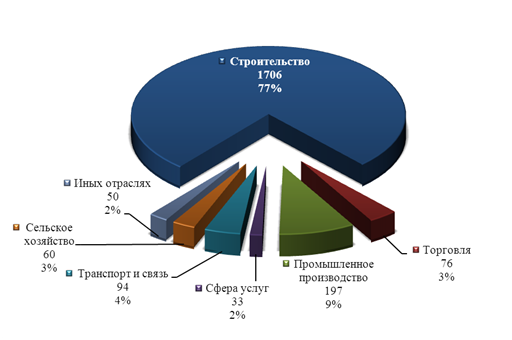 Строительство
1706
77%
Иных отраслях
50
2%
Сельское
хозяйство
60
3%
Транспорт и связь
94
4%
Сфера услуг
33
2%
Промышленное
производство
197
9%
Торговля
76
3%